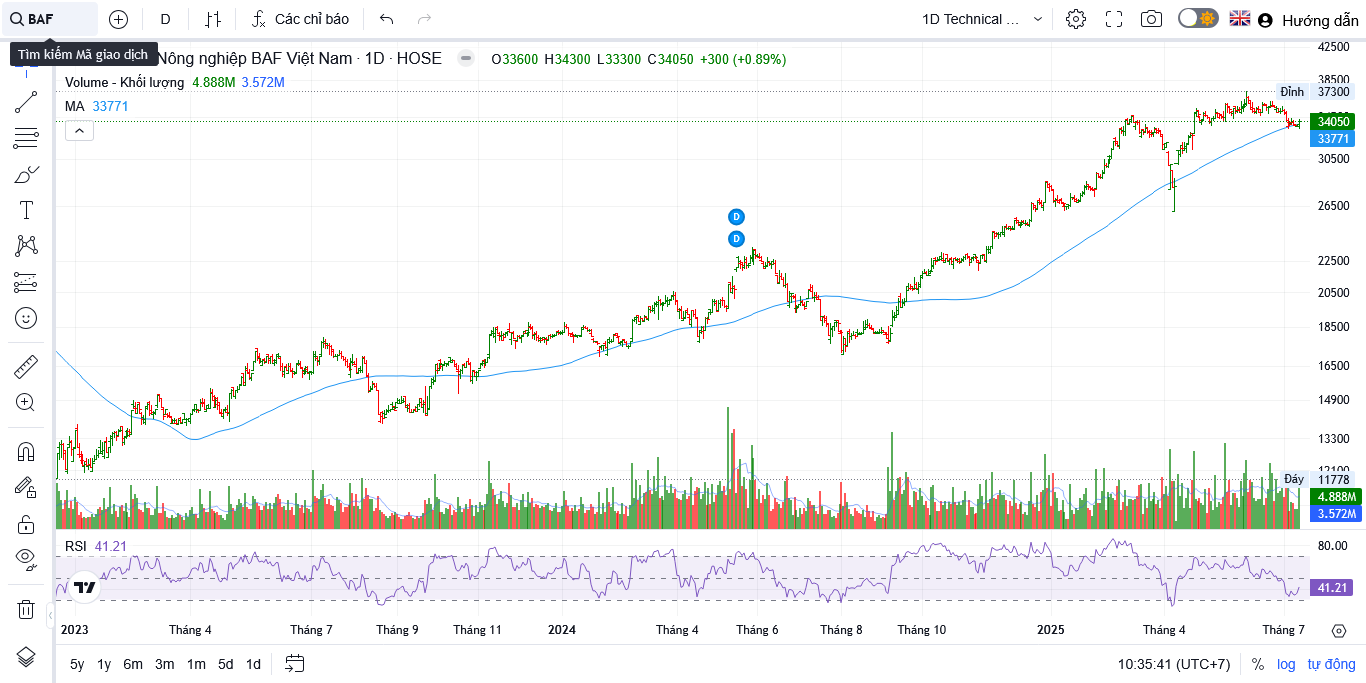 BAF
D
Các chỉ báo
1D Technical ...
Hướng dẫn
Tìm kiếm Mã giao dịch
Nông nghiệp BAF Việt Nam · 1D · HOSE
O33600 H34300 L33300 C34050 +300 (+0.89%)
Volume - Khối lượng 4.888M 3.572M
MA 33771
42500
38500
Đỉnh 37300
34050
33771
30500
26500
D
D
22500
20500
18500
16500
14900
13300
12100
Đáy 11778
4.888M
3.572M
RSI 41.21
80.00
41.21
2023 Tháng 4 Tháng 7 Tháng 9 Tháng 11 2024 Tháng 4 Tháng 6 Tháng 8 Tháng 10 2025 Tháng 4 Tháng 7
5y 1y 6m 3m 1m 5d 1d
10:35:41 (UTC+7) % log tự động